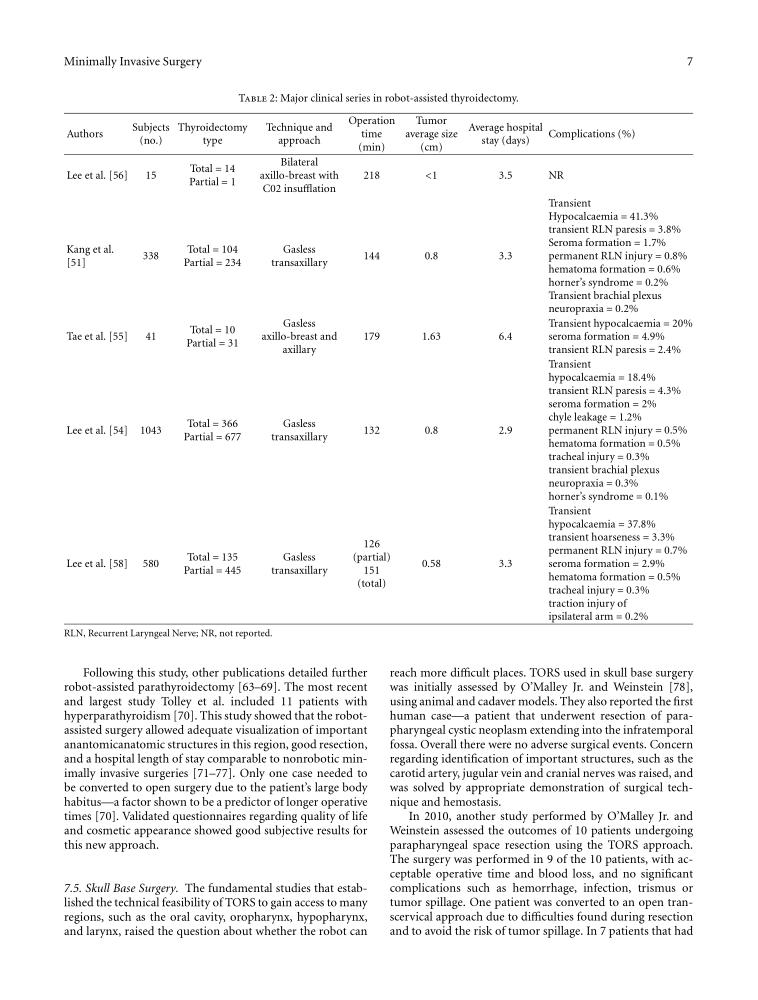 Minimally Invasive Surgery 7
Table 2: Major clinical series in robot-assisted thyroidectomy.
Authors Subjects (no.) Thyroidectomy type Technique and approach Operation time (min) Tumor average size (cm) Average hospital stay (days) Complications (%)
Lee et al. [56] 15 Total = 14 Partial = 1 Bilateral axillo-breast with C02 insufflation 218 <1 3.5 NR
Kang et al. [51] 338 Total = 104 Partial = 234 Gasless transaxillary 144 0.8 3.3 Transient
Hypocalcaemia = 41.3%
transient RLN paresis = 3.8%
Seroma formation = 1.7%
permanent RLN injury = 0.8%
hematoma formation = 0.6%
horner's syndrome = 0.2%
Transient brachial plexus
neuropraxia = 0.2%
Tae et al. [55] 41 Total = 10 Partial = 31 Gasless axillo-breast and axillary 179 1.63 6.4 Transient hypocalcaemia = 20%
seroma formation = 4.9%
transient RLN paresis = 2.4%
Lee et al. [54] 1043 Total = 366 Partial = 677 Gasless transaxillary 132 0.8 2.9 Transient
hypocalcaemia = 18.4%
transient RLN paresis = 4.3%
seroma formation = 2%
chyle leakage = 1.2%
permanent RLN injury = 0.5%
hematoma formation = 0.5%
tracheal injury = 0.3%
transient brachial plexus
neuropraxia = 0.3%
horner's syndrome = 0.1%
Lee et al. [58] 580 Total = 135 Partial = 445 Gasless transaxillary 126 (partial) 151 (total) 0.58 3.3 Transient
hypocalcaemia = 37.8%
transient hoarseness = 3.3%
permanent RLN injury = 0.7%
seroma formation = 2.9%
hematoma formation = 0.5%
tracheal injury = 0.3%
traction injury of
ipsilateral arm = 0.2%
RLN, Recurrent Laryngeal Nerve; NR, not reported.
Following this study, other publications detailed further
robot-assisted parathyroidectomy [63–69]. The most recent
and largest study Tolley et al. included 11 patients with
hyperparathyroidism [70]. This study showed that the robot-
assisted surgery allowed adequate visualization of important
anantomicanatomic structures in this region, good resection,
and a hospital length of stay comparable to nonrobotic min-
imally invasive surgeries [71–77]. Only one case needed to
be converted to open surgery due to the patient's large body
habitus—a factor shown to be a predictor of longer operative
times [70]. Validated questionnaires regarding quality of life
and cosmetic appearance showed good subjective results for
this new approach.
7.5. Skull Base Surgery. The fundamental studies that estab-
lished the technical feasibility of TORS to gain access to many
regions, such as the oral cavity, oropharynx, hypopharynx,
and larynx, raised the question about whether the robot can
reach more difficult places. TORS used in skull base surgery
was initially assessed by O'Malley Jr. and Weinstein [78],
using animal and cadaver models. They also reported the first
human case—a patient that underwent resection of para-
pharyngeal cystic neoplasm extending into the infratemporal
fossa. Overall there were no adverse surgical events. Concern
regarding identification of important structures, such as the
carotid artery, jugular vein and cranial nerves was raised, and
was solved by appropriate demonstration of surgical tech-
nique and hemostasis.
In 2010, another study performed by O'Malley Jr. and
Weinstein assessed the outcomes of 10 patients undergoing
parapharyngeal space resection using the TORS approach.
The surgery was performed in 9 of the 10 patients, with ac-
ceptable operative time and blood loss, and no significant
complications such as hemorrhage, infection, trismus or
tumor spillage. One patient was converted to an open tran-
scervical approach due to difficulties found during resection
and to avoid the risk of tumor spillage. In 7 patients that had